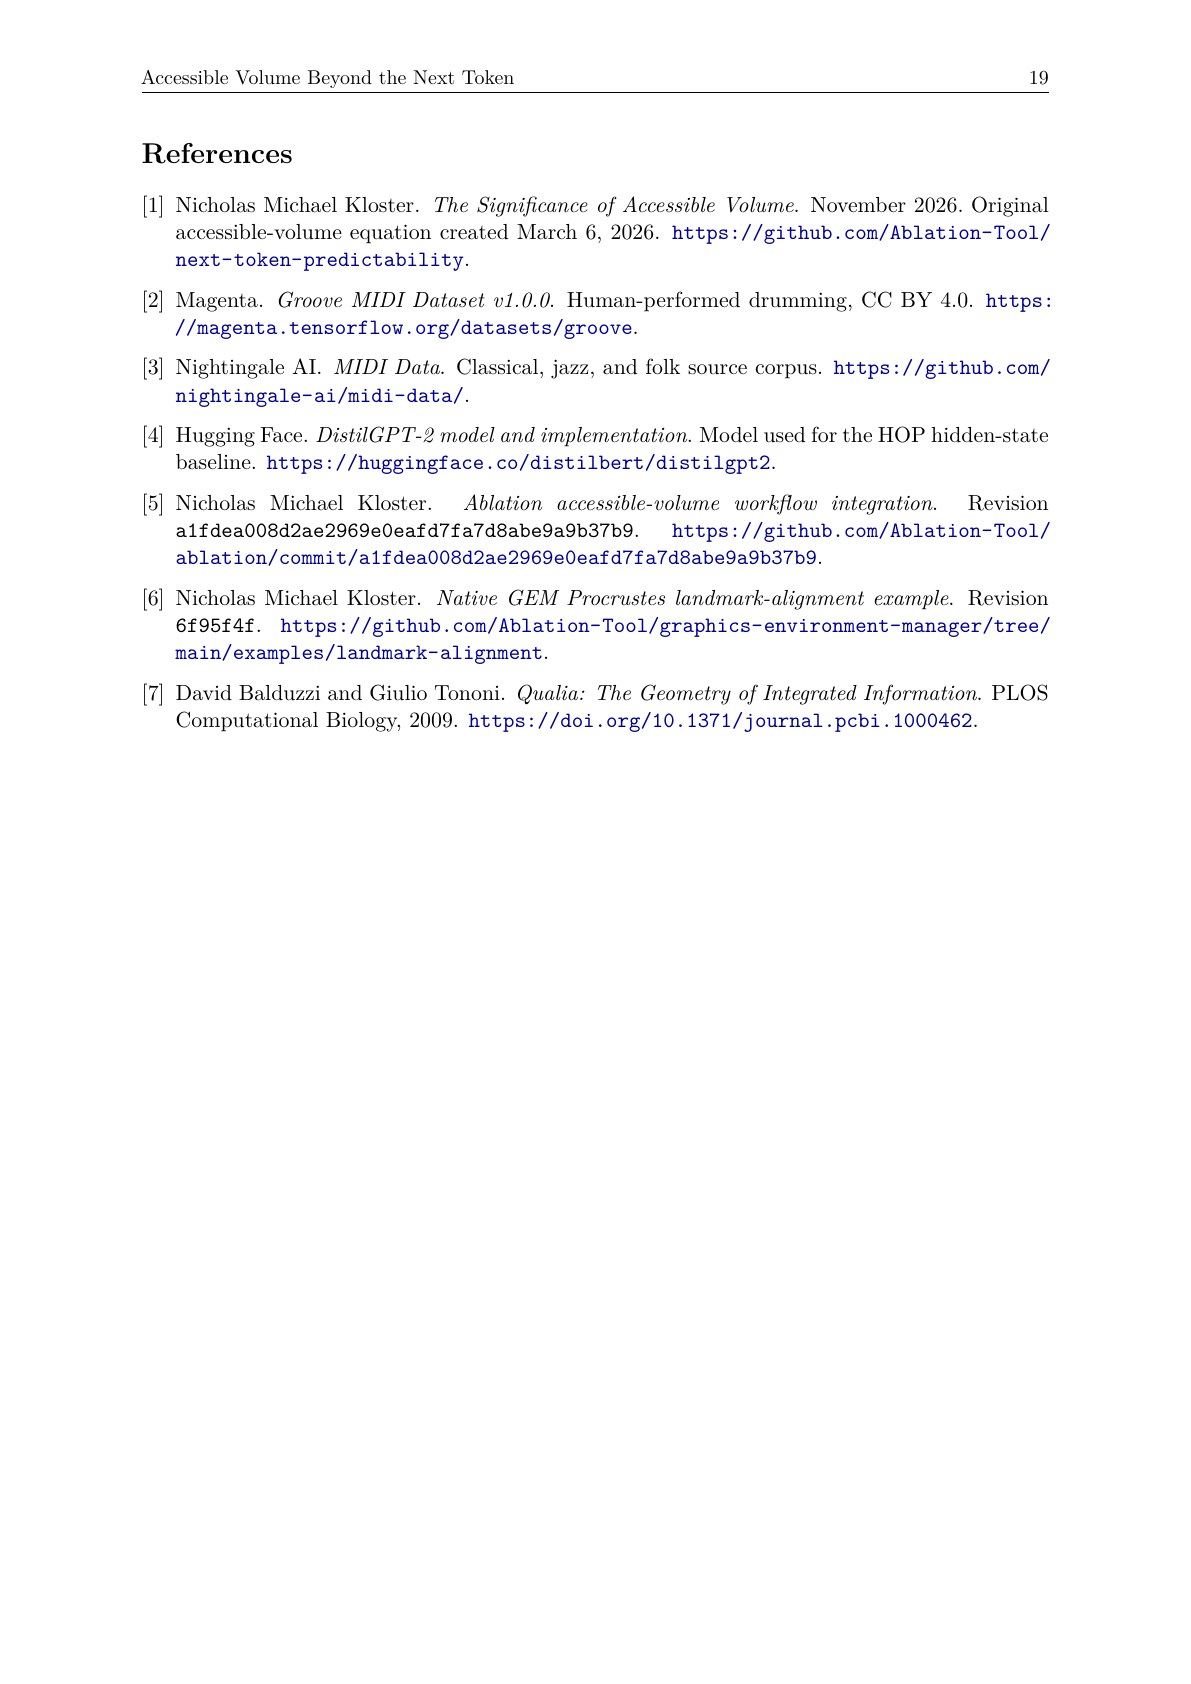 Accessible Volume Beyond the Next Token 19
References
[1] Nicholas Michael Kloster. The Significance of Accessible Volume. November 2026. Original
accessible-volume equation created March 6, 2026. https://github.com/Ablation-Tool/
next-token-predictability.
[2] Magenta. Groove MIDI Dataset v1.0.0. Human-performed drumming, CC BY 4.0. https:
//magenta.tensorflow.org/datasets/groove.
[3] Nightingale AI. MIDI Data. Classical, jazz, and folk source corpus. https://github.com/
nightingale-ai/midi-data/.
[4] Hugging Face. DistilGPT-2 model and implementation. Model used for the HOP hidden-state
baseline. https://huggingface.co/distilbert/distilgpt2.
[5] Nicholas Michael Kloster. Ablation accessible-volume workflow integration. Revision
a1fdea008d2ae2969e0eafd7fa7d8abe9a9b37b9. https://github.com/Ablation-Tool/
ablation/commit/a1fdea008d2ae2969e0eafd7fa7d8abe9a9b37b9.
[6] Nicholas Michael Kloster. Native GEM Procrustes landmark-alignment example. Revision
6f95f4f. https://github.com/Ablation-Tool/graphics-environment-manager/tree/
main/examples/landmark-alignment.
[7] David Balduzzi and Giulio Tononi. Qualia: The Geometry of Integrated Information. PLOS
Computational Biology, 2009. https://doi.org/10.1371/journal.pcbi.1000462.